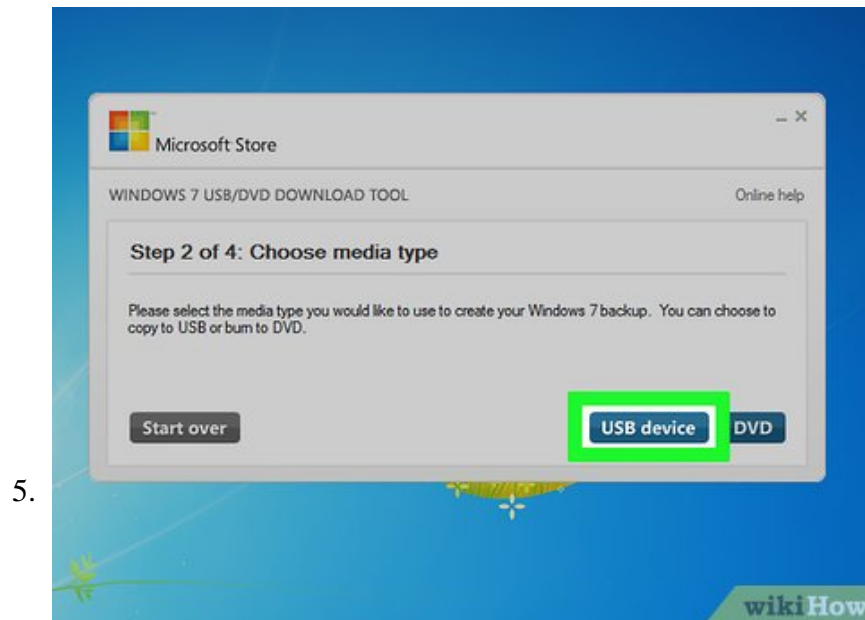 Microsoft Store
WINDOWS 7 USB/DVD DOWNLOAD TOOL
Online help
Step 2 of 4: Choose media type
Please select the media type you would like to use to create your Windows 7 backup. You can choose to
copy to USB or burn to DVD.
Start over
USB device
DVD
5.
wikiHow